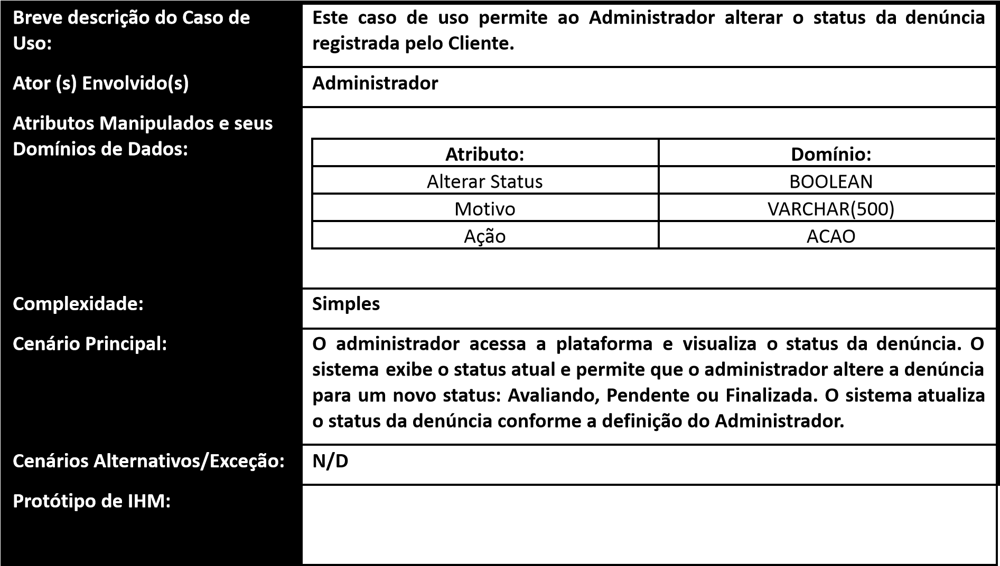 Breve descrição do Caso de
Uso:
Este caso de uso permite ao Administrador alterar o status da denúncia
registrada pelo Cliente.
Ator (s) Envolvido(s)
Administrador
Atributos Manipulados e seus
Domínios de Dados:
Atributo: Domínio:
Alterar Status BOOLEAN
Motivo VARCHAR(500)
Ação ACAO
Complexidade:
Simples
Cenário Principal:
O administrador acessa a plataforma e visualiza o status da denúncia. O
sistema exibe o status atual e permite que o administrador altere a denúncia
para um novo status: Avaliando, Pendente ou Finalizada. O sistema atualiza
o status da denúncia conforme a definição do Administrador.
Cenários Alternativos/Exceção:
N/D
Protótipo de IHM: